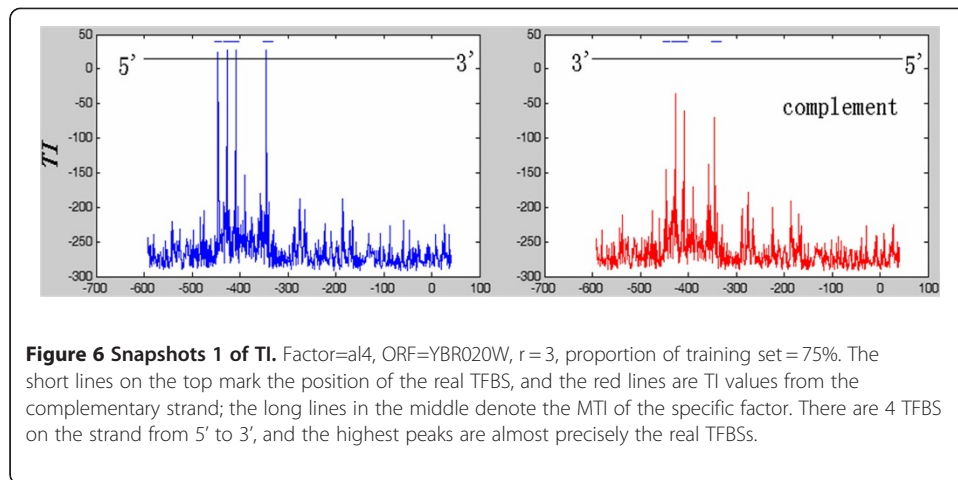 50
0
-50
-100
-150
-200
-250
-300
-700 -600 -500 -400 -300 -200 -100 0 100
5’ 3’
TI
50
0
-50
-100
-150
-200
-250
-300
-700 -600 -500 -400 -300 -200 -100 0 100
3’ 5’
complement
Figure 6 Snapshots 1 of TI. Factor=al4, ORF=YBR020W, r = 3, proportion of training set = 75%. The
short lines on the top mark the position of the real TFBS, and the red lines are TI values from the
complementary strand; the long lines in the middle denote the MTI of the specific factor. There are 4 TFBS
on the strand from 5’ to 3’, and the highest peaks are almost precisely the real TFBSs.